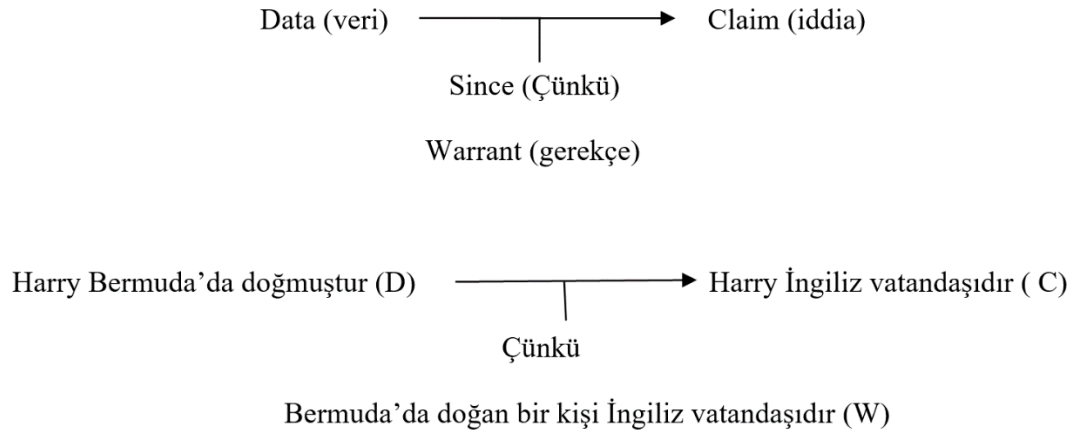 Data (veri) Claim (iddia)
Since (Çünkü)
Warrant (gerekçe)
Harry Bermuda’da doğmuştur (D) Harry İngiliz vatandaşıdır ( C)
Çünkü
Bermuda’da doğan bir kişi İngiliz vatandaşıdır (W)